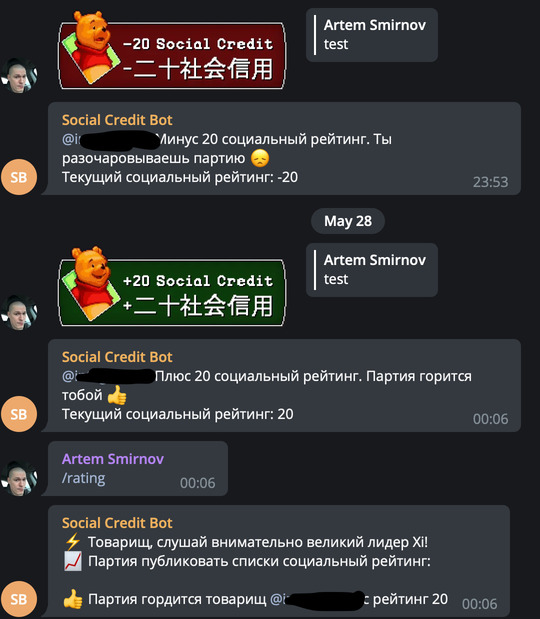 Artem Smirnov
test
-20 Social Credit
-二十社会信用
Social Credit Bot
Минус 20 социальный рейтинг. Ты
разочаровываешь партию 😞
Текущий социальный рейтинг: -20
23:53
May 28
Artem Smirnov
test
+20 Social Credit
+二十社会信用
Social Credit Bot
Плюс 20 социальный рейтинг. Партия горится
тобой 👍
Текущий социальный рейтинг: 20
00:06
Artem Smirnov
/rating
00:06
Social Credit Bot
⚡ Товарищ, слушай внимательно великий лидер Xi!
📈 Партия публиковать списки социальный рейтинг:
👍 Партия гордится товарищ @ с рейтинг 20
00:06
SB
SB
SB